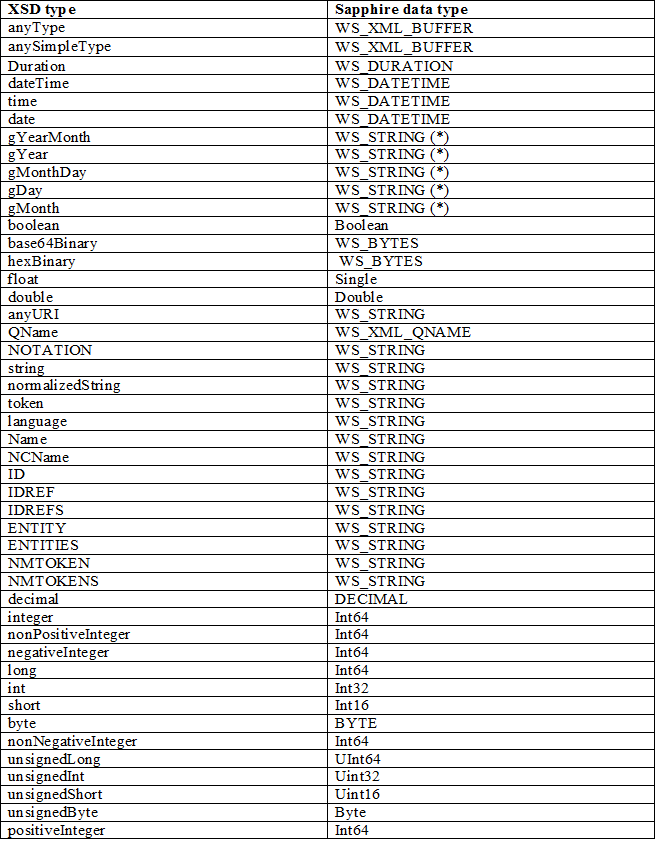 XSD type Sapphire data type
anyType WS_XML_BUFFER
anySimpleType WS_XML_BUFFER
Duration WS_DURATION
dateTime WS_DATETIME
time WS_DATETIME
date WS_DATETIME
gYearMonth WS_STRING (*)
gYear WS_STRING (*)
gMonthDay WS_STRING (*)
gDay WS_STRING (*)
gMonth WS_STRING (*)
boolean Boolean
base64Binary WS_BYTES
hexBinary WS_BYTES
float Single
double Double
anyURI WS_STRING
QName WS_XML_QNAME
NOTATION WS_STRING
string WS_STRING
normalizedString WS_STRING
token WS_STRING
language WS_STRING
Name WS_STRING
NCName WS_STRING
ID WS_STRING
IDREF WS_STRING
IDREFS WS_STRING
ENTITY WS_STRING
ENTITIES WS_STRING
NMTOKEN WS_STRING
NMTOKENS WS_STRING
decimal DECIMAL
integer Int64
nonPositiveInteger Int64
negativeInteger Int64
long Int64
int Int32
short Int16
byte BYTE
nonNegativeInteger Int64
unsignedLong UInt64
unsignedInt Uint32
unsignedShort Uint16
unsignedByte Byte
positiveInteger Int64